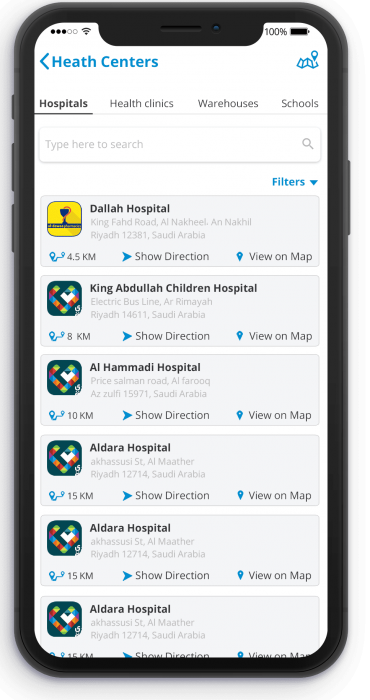 100%
Heath Centers
Hospitals Health clinics Warehouses Schools
Type here to search
Filters
Dallah Hospital
King Fahd Road, Al Nakheel، An Nakhil
Riyadh 12381, Saudi Arabia
4.5 KM Show Direction View on Map
King Abdullah Children Hospital
Electric Bus Line, Ar Rimayah
Riyadh 14611, Saudi Arabia
8 KM Show Direction View on Map
Al Hammadi Hospital
Price salman road, Al farooq
Az zulfi 15971, Saudi Arabia
10 KM Show Direction View on Map
Aldara Hospital
akhassusi St, Al Maather
Riyadh 12714, Saudi Arabia
15 KM Show Direction View on Map
Aldara Hospital
akhassusi St, Al Maather
Riyadh 12714, Saudi Arabia
15 KM Show Direction View on Map
Aldara Hospital
akhassusi St, Al Maather
Riyadh 12714, Saudi Arabia
15 KM Show Direction View on Map